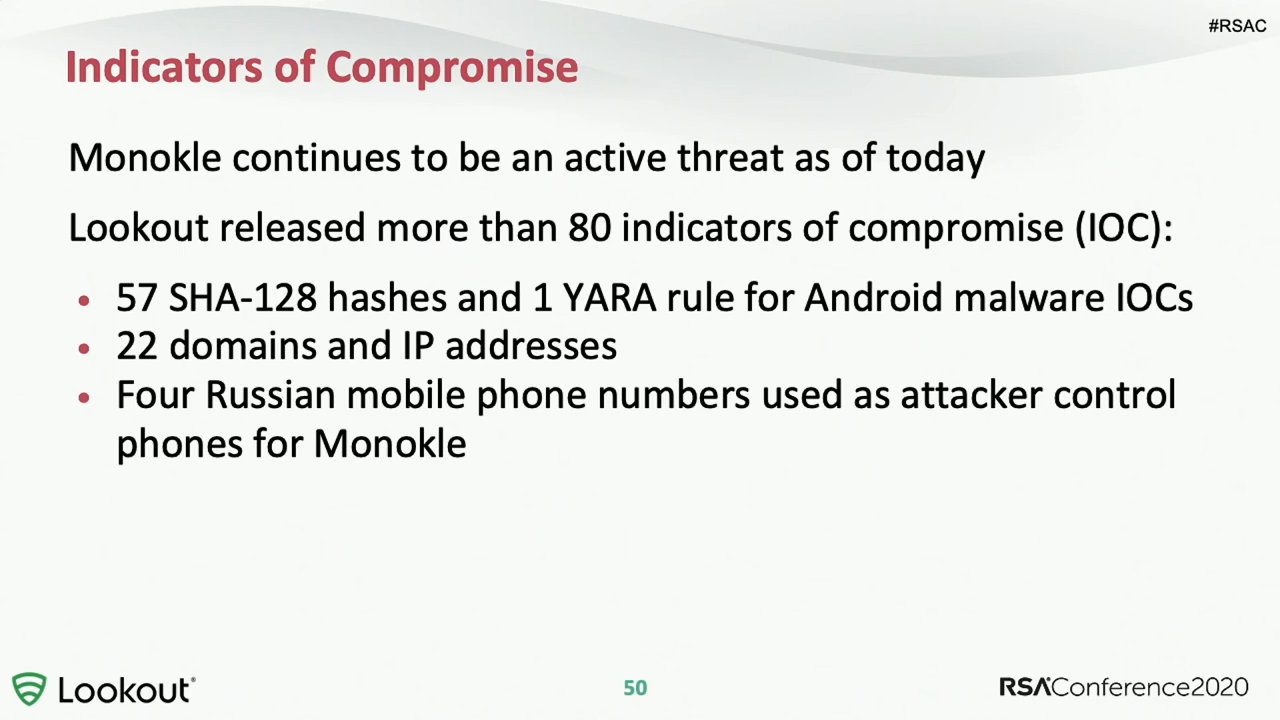 #RSAC
Indicators of Compromise
Monokle continues to be an active threat as of today
Lookout released more than 80 indicators of compromise (IOC):
• 57 SHA-128 hashes and 1 YARA rule for Android malware IOCs
• 22 domains and IP addresses
• Four Russian mobile phone numbers used as attacker control
phones for Monokle
Lookout®
50
RSAConference2020